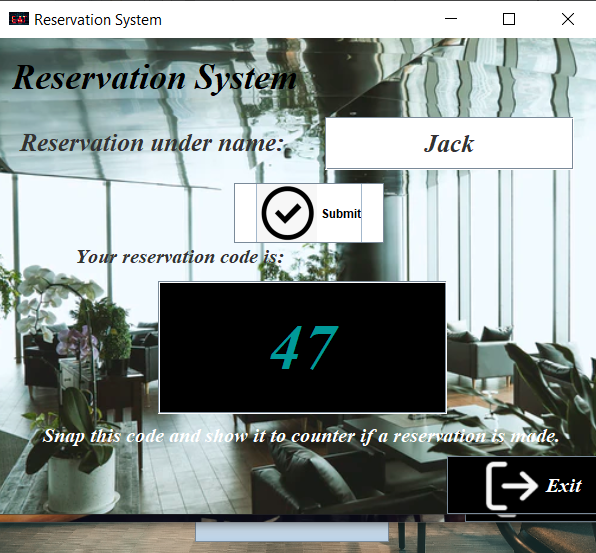 Reservation System
Reservation System
Reservation under name:
Jack
Submit
Your reservation code is:
47
Snap this code and show it to counter if a reservation is made.
Exit